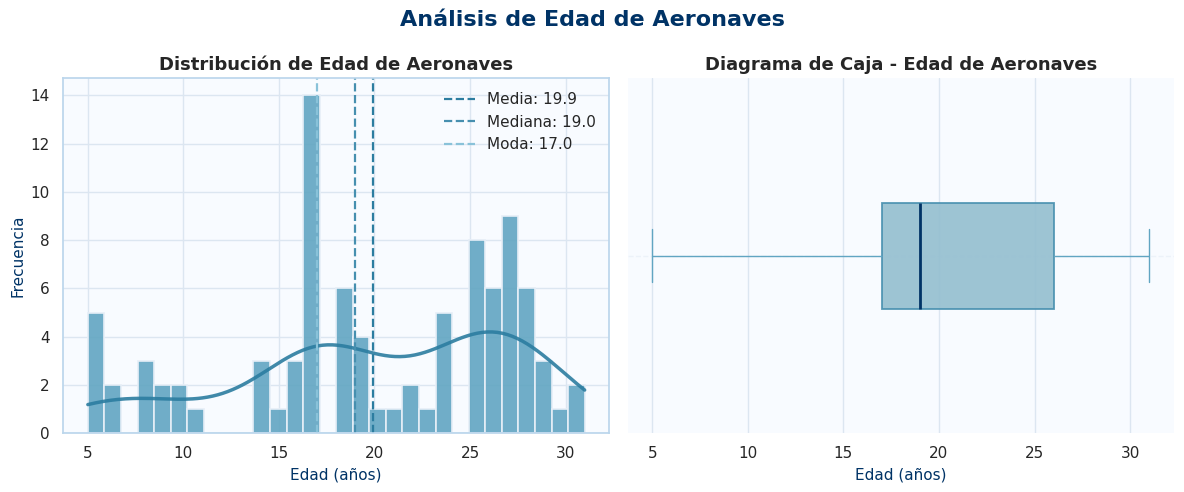 Análisis de Edad de Aeronaves
Distribución de Edad de Aeronaves
Media: 19.9
Mediana: 19.0
Moda: 17.0
Frecuencia
14
12
10
8
6
4
2
0
5 10 15 20 25 30
Edad (años)
Diagrama de Caja - Edad de Aeronaves
5 10 15 20 25 30
Edad (años)